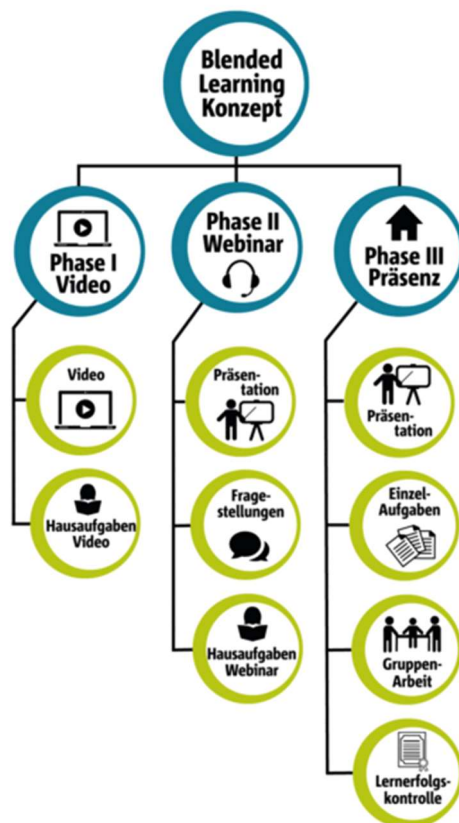 Blended
Learning
Konzept
Phase I
Video
Phase II
Webinar
Phase III
Präsenz
Video
Hausaufgaben
Video
Präsen-
tation
Frage-
stellungen
Hausaufgaben
Webinar
Präsen-
tation
Einzel-
Aufgaben
Gruppen-
Arbeit
Lernerfolgs-
kontrolle